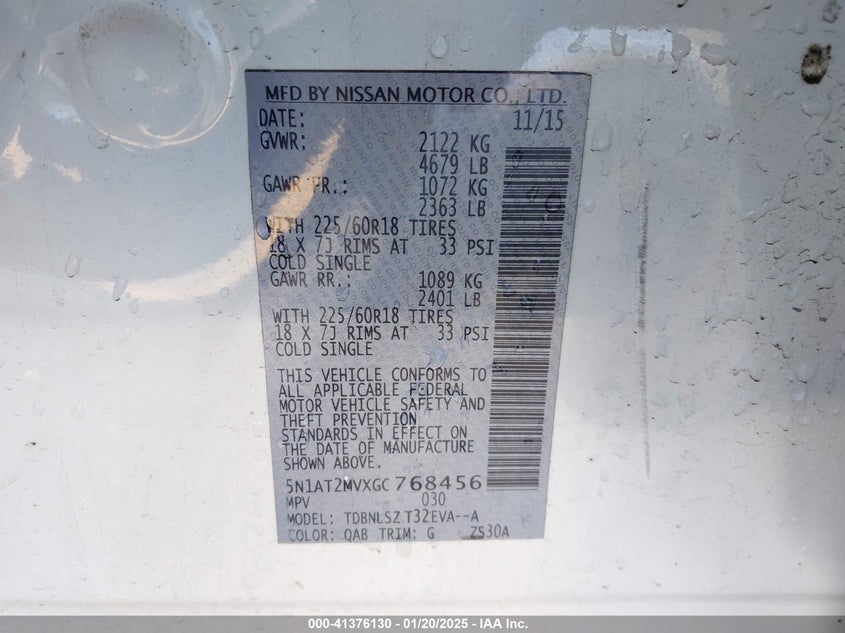 MFD BY NISSAN MOTOR CO., LTD.
DATE: 11/15
GVWR: 2122 KG
4679 LB
GAWR FR.: 1072 KG
2363 LB
WITH 225/60R18 TIRES
18 X 7J RIMS AT 33 PSI
COLD SINGLE
GAWR RR.: 1089 KG
2401 LB
WITH 225/60R18 TIRES
18 X 7J RIMS AT 33 PSI
COLD SINGLE
THIS VEHICLE CONFORMS TO
ALL APPLICABLE FEDERAL
MOTOR VEHICLE SAFETY AND
THEFT PREVENTION
STANDARDS IN EFFECT ON
THE DATE OF MANUFACTURE
SHOWN ABOVE.
5N1AT2MVXGC768456
MPV 030
MODEL: TDBNLSZ T32EVA--A
COLOR: QAB TRIM: G ZS30A
000-41376130 - 01/20/2025 - IAA Inc.